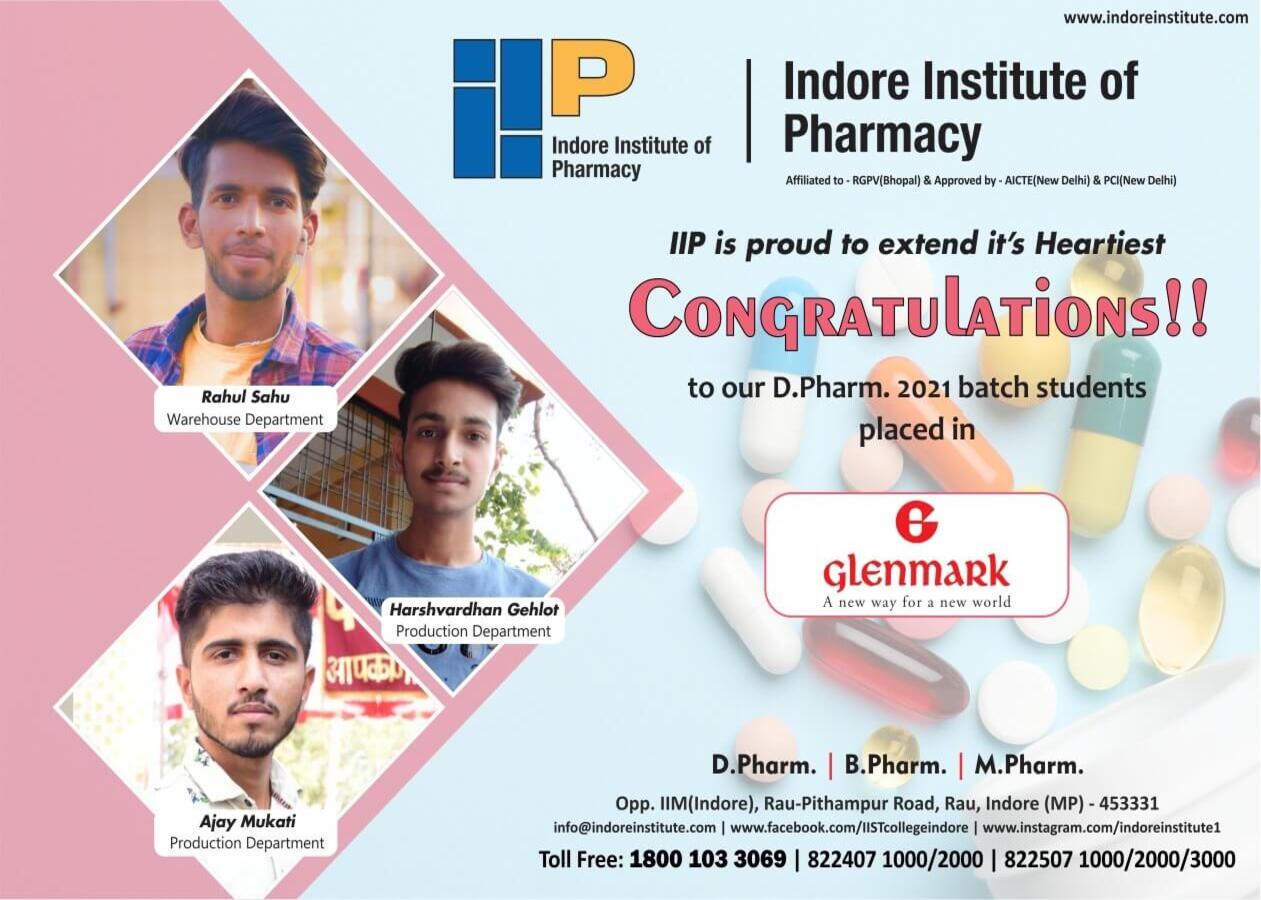 www.indoreinstitute.com
IIP
Indore Institute of
Pharmacy
Indore Institute of
Pharmacy
Affiliated to - RGPV(Bhopal) & Approved by - AICTE(New Delhi) & PCI(New Delhi)
IIP is proud to extend it's Heartiest
Congratulations!!
to our D.Pharm. 2021 batch students
placed in
Rahul Sahu
Warehouse Department
glenmark
A new way for a new world
Harshvardhan Gehlot
Production Department
Ajay Mukati
Production Department
D.Pharm. | B.Pharm. | M.Pharm.
Opp. IIM(Indore), Rau-Pithampur Road, Rau, Indore (MP) - 453331
info@indoreinstitute.com | www.facebook.com/IISTcollegeindore | www.instagram.com/indoreinstitute1
Toll Free: 1800 103 3069 | 822407 1000/2000 | 822507 1000/2000/3000